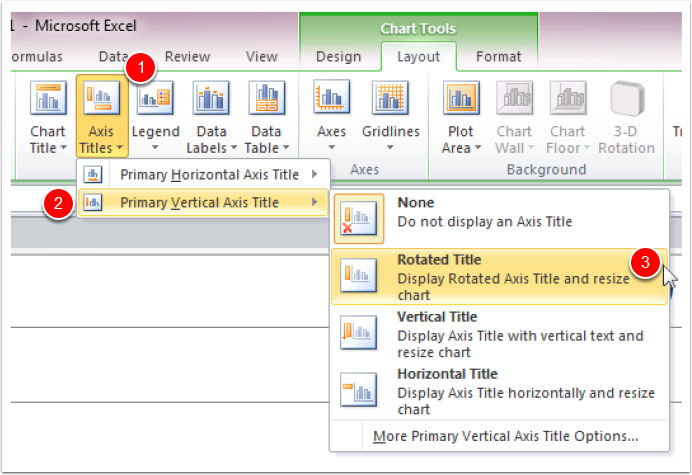 1 - Microsoft Excel
Chart Tools
ormulas Data Review View Design Layout Format
1
Chart Title Axis Titles Legend Data Labels Data Table Axes Gridlines Plot Area Chart Wall Chart Floor 3-D Rotation T
Axes Background
Primary Horizontal Axis Title
2
Primary Vertical Axis Title
None
Do not display an Axis Title
Rotated Title
3
Display Rotated Axis Title and resize
chart
Vertical Title
Display Axis Title with vertical text and
resize chart
Horizontal Title
Display Axis Title horizontally and resize
chart
More Primary Vertical Axis Title Options...